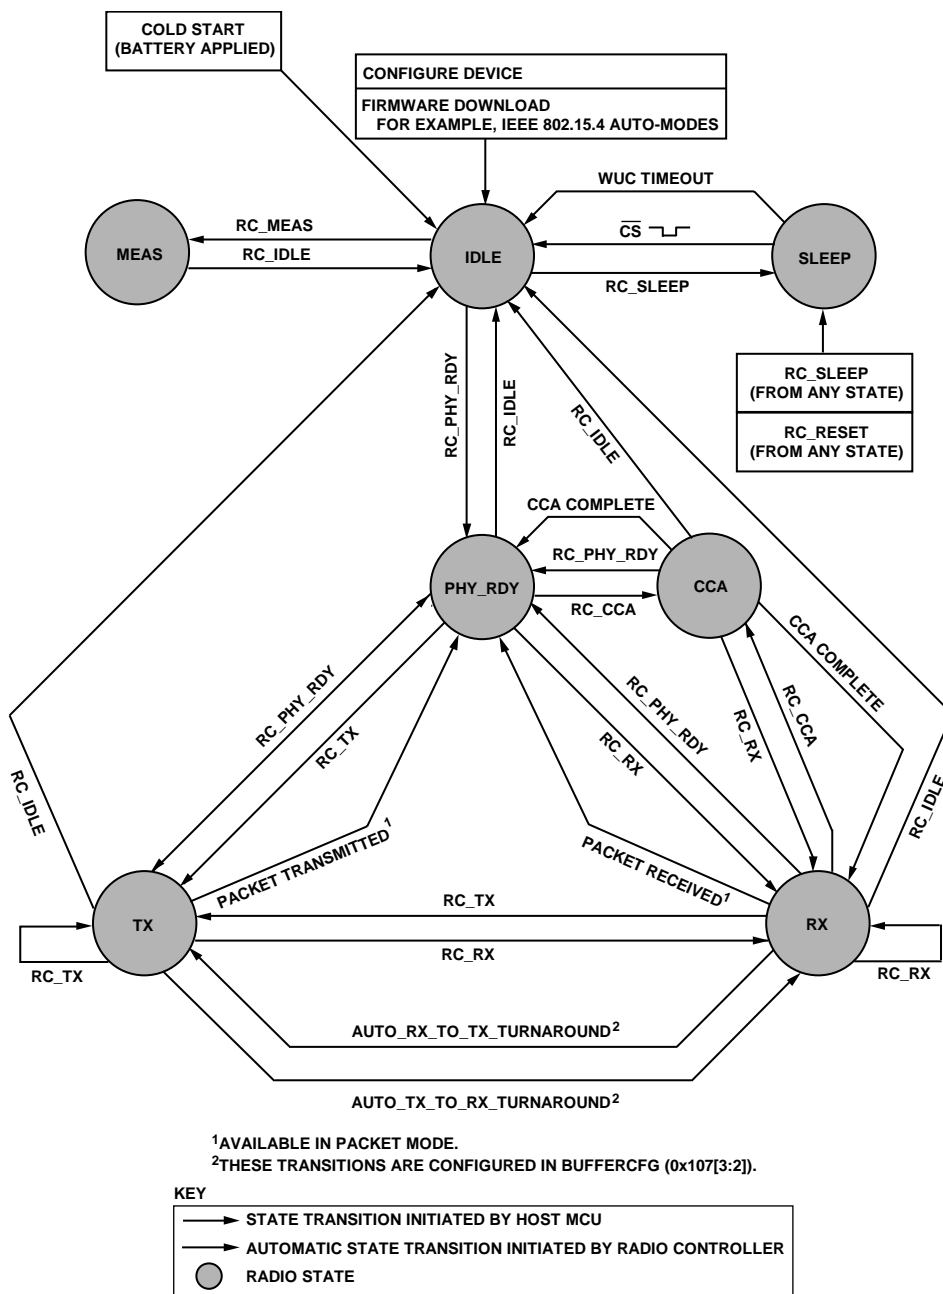 COLD START
(BATTERY APPLIED)
CONFIGURE DEVICE
FIRMWARE DOWNLOAD
FOR EXAMPLE, IEEE 802.15.4 AUTO-MODES
WUC TIMEOUT
RC_MEAS
CS
MEAS
IDLE
SLEEP
RC_IDLE
RC_SLEEP
RC_PHY_RDY
RC_IDLE
RC_IDLE
RC_SLEEP
(FROM ANY STATE)
RC_RESET
(FROM ANY STATE)
CCA COMPLETE
RC_PHY_RDY
PHY_RDY
CCA
RC_CCA
CCA COMPLETE
RC_PHY_RDY
RC_TX
RC_PHY_RDY
RC_RX
RC_RX
RC_CCA
RC_IDLE
RC_IDLE
PACKET TRANSMITTED1
PACKET RECEIVED1
RC_TX
TX
RX
RC_RX
RC_TX
RC_RX
AUTO_RX_TO_TX_TURNAROUND2
AUTO_TX_TO_RX_TURNAROUND2
1AVAILABLE IN PACKET MODE.
2THESE TRANSITIONS ARE CONFIGURED IN BUFFERCFG (0x107[3:2]).
KEY
STATE TRANSITION INITIATED BY HOST MCU
AUTOMATIC STATE TRANSITION INITIATED BY RADIO CONTROLLER
RADIO STATE